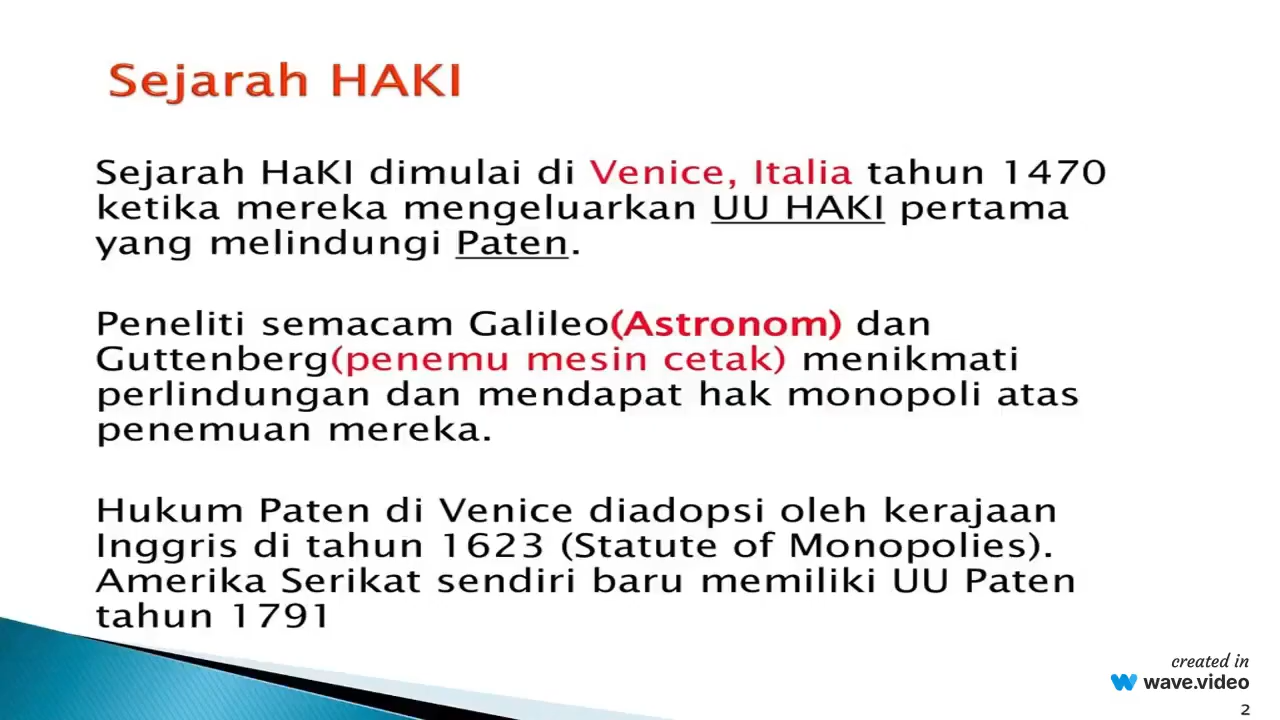 Sejarah HAKI
Sejarah HaKI dimulai di Venice, Italia tahun 1470
ketika mereka mengeluarkan UU HAKI pertama
yang melindungi Paten.
Peneliti semacam Galileo(Astronom) dan
Guttenberg(penemu mesin cetak) menikmati
perlindungan dan mendapat hak monopoli atas
penemuan mereka.
Hukum Paten di Venice diadopsi oleh kerajaan
Inggris di tahun 1623 (Statute of Monopolies).
Amerika Serikat sendiri baru memiliki UU Paten
tahun 1791
created in
wave.video
2